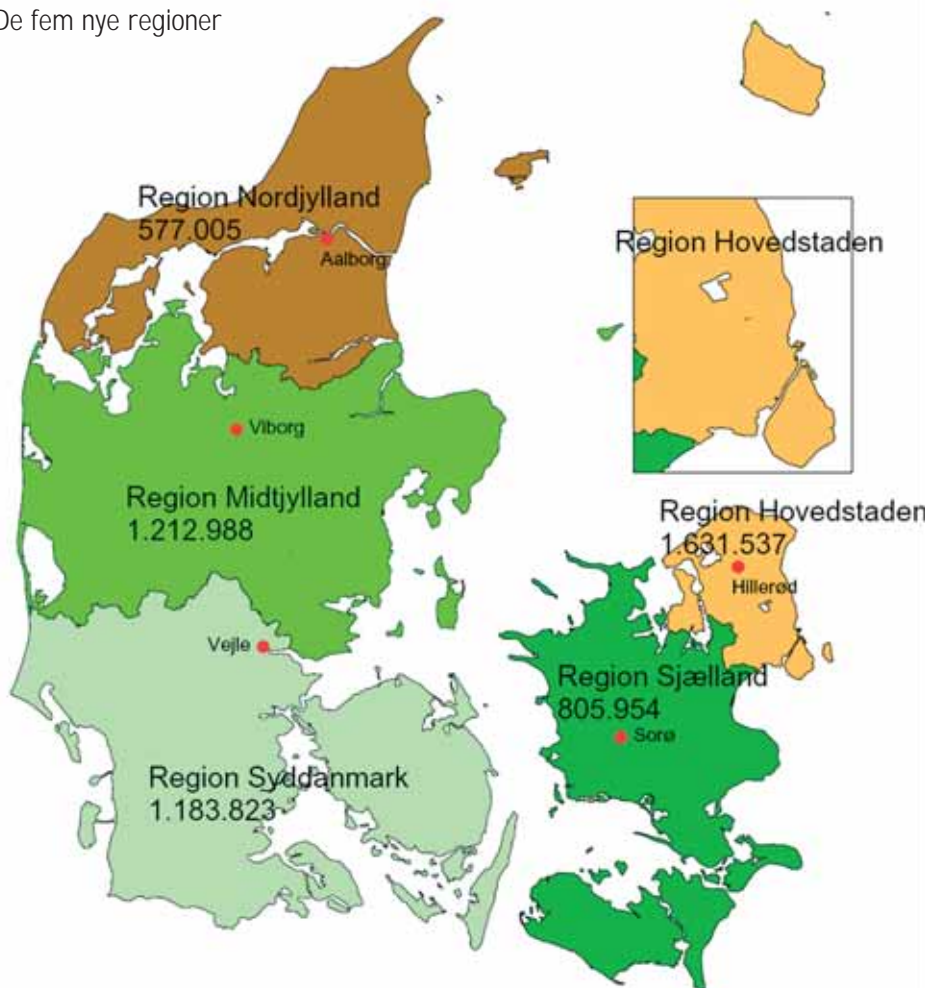 De fem nye regioner
Region Nordjylland
577.005
Aalborg
Region Hovedstaden
Viborg
Region Midtjylland
1.212.988
Region Hovedstaden
1.631.537
Hillerød
Vejle
Region Sjælland
805.954
Sorø
Region Syddanmark
1.183.823